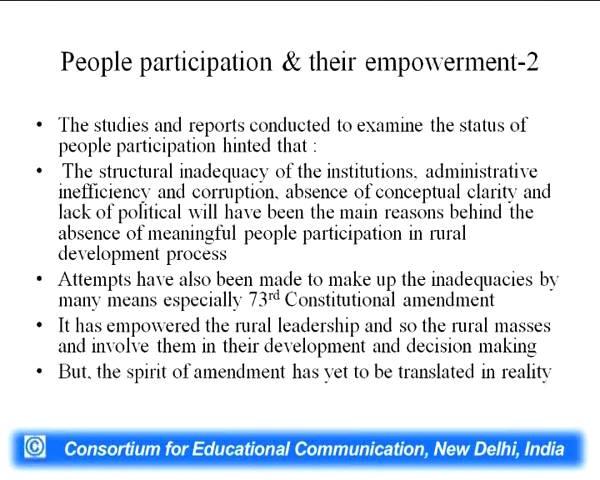 People participation & their empowerment-2
• The studies and reports conducted to examine the status of
people participation hinted that :
• The structural inadequacy of the institutions, administrative
inefficiency and corruption, absence of conceptual clarity and
lack of political will have been the main reasons behind the
absence of meaningful people participation in rural
development process
• Attempts have also been made to make up the inadequacies by
many means especially 73rd Constitutional amendment
• It has empowered the rural leadership and so the rural masses
and involve them in their development and decision making
• But, the spirit of amendment has yet to be translated in reality
© Consortium for Educational Communication, New Delhi, India